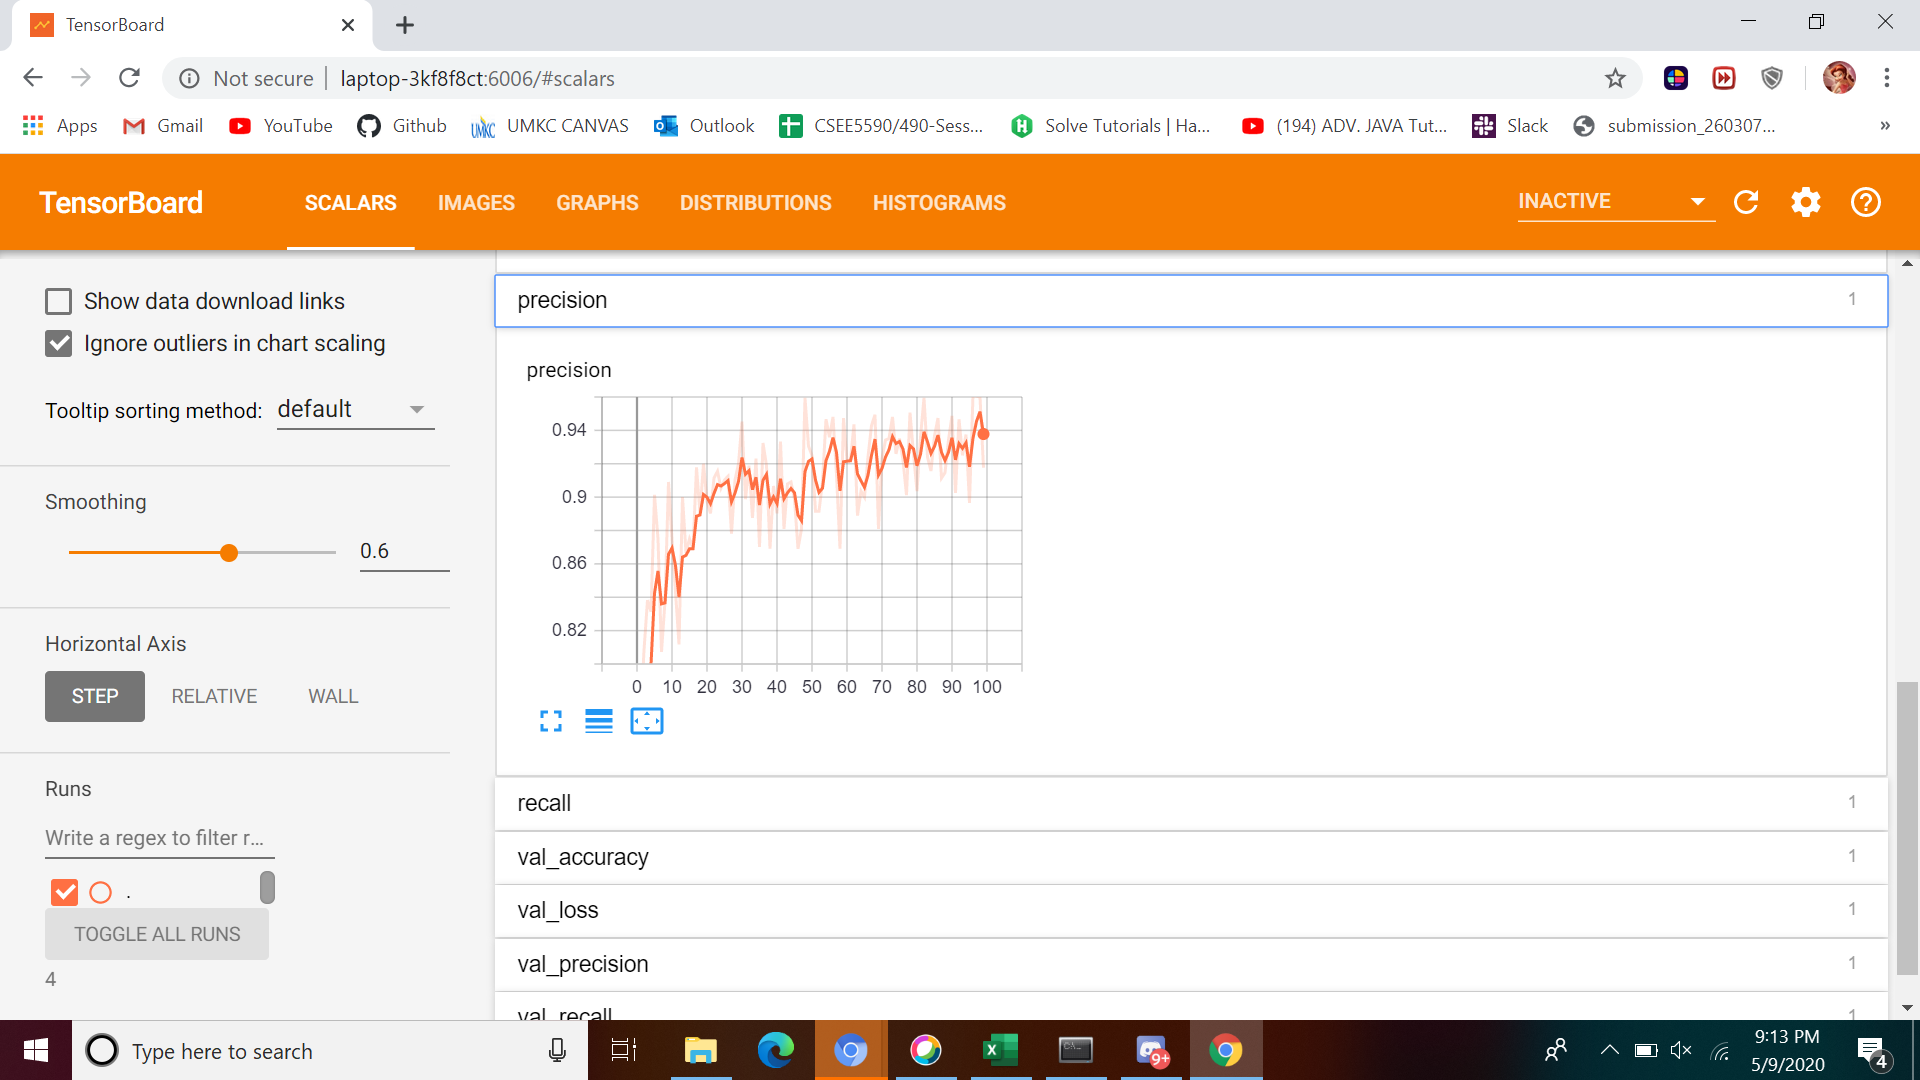 TensorBoard
Not secure | laptop-3kf8f8ct:6006/#scalars
Apps Gmail YouTube Github UMKC CANVAS Outlook CSEE5590/490-Sess... Solve Tutorials | Ha... (194) ADV. JAVA Tut... Slack submission_260307... »
TensorBoard SCALARS IMAGES GRAPHS DISTRIBUTIONS HISTOGRAMS INACTIVE
Show data download links
Ignore outliers in chart scaling
Tooltip sorting method: default
Smoothing
0.6
Horizontal Axis
STEP RELATIVE WALL
Runs
Write a regex to filter r...
.
TOGGLE ALL RUNS
4
precision 1
precision
0.94
0.9
0.86
0.82
0 10 20 30 40 50 60 70 80 90 100
recall 1
val_accuracy 1
val_loss 1
val_precision 1
val_recall 1
Type here to search
9+
9:13 PM
5/9/2020
4